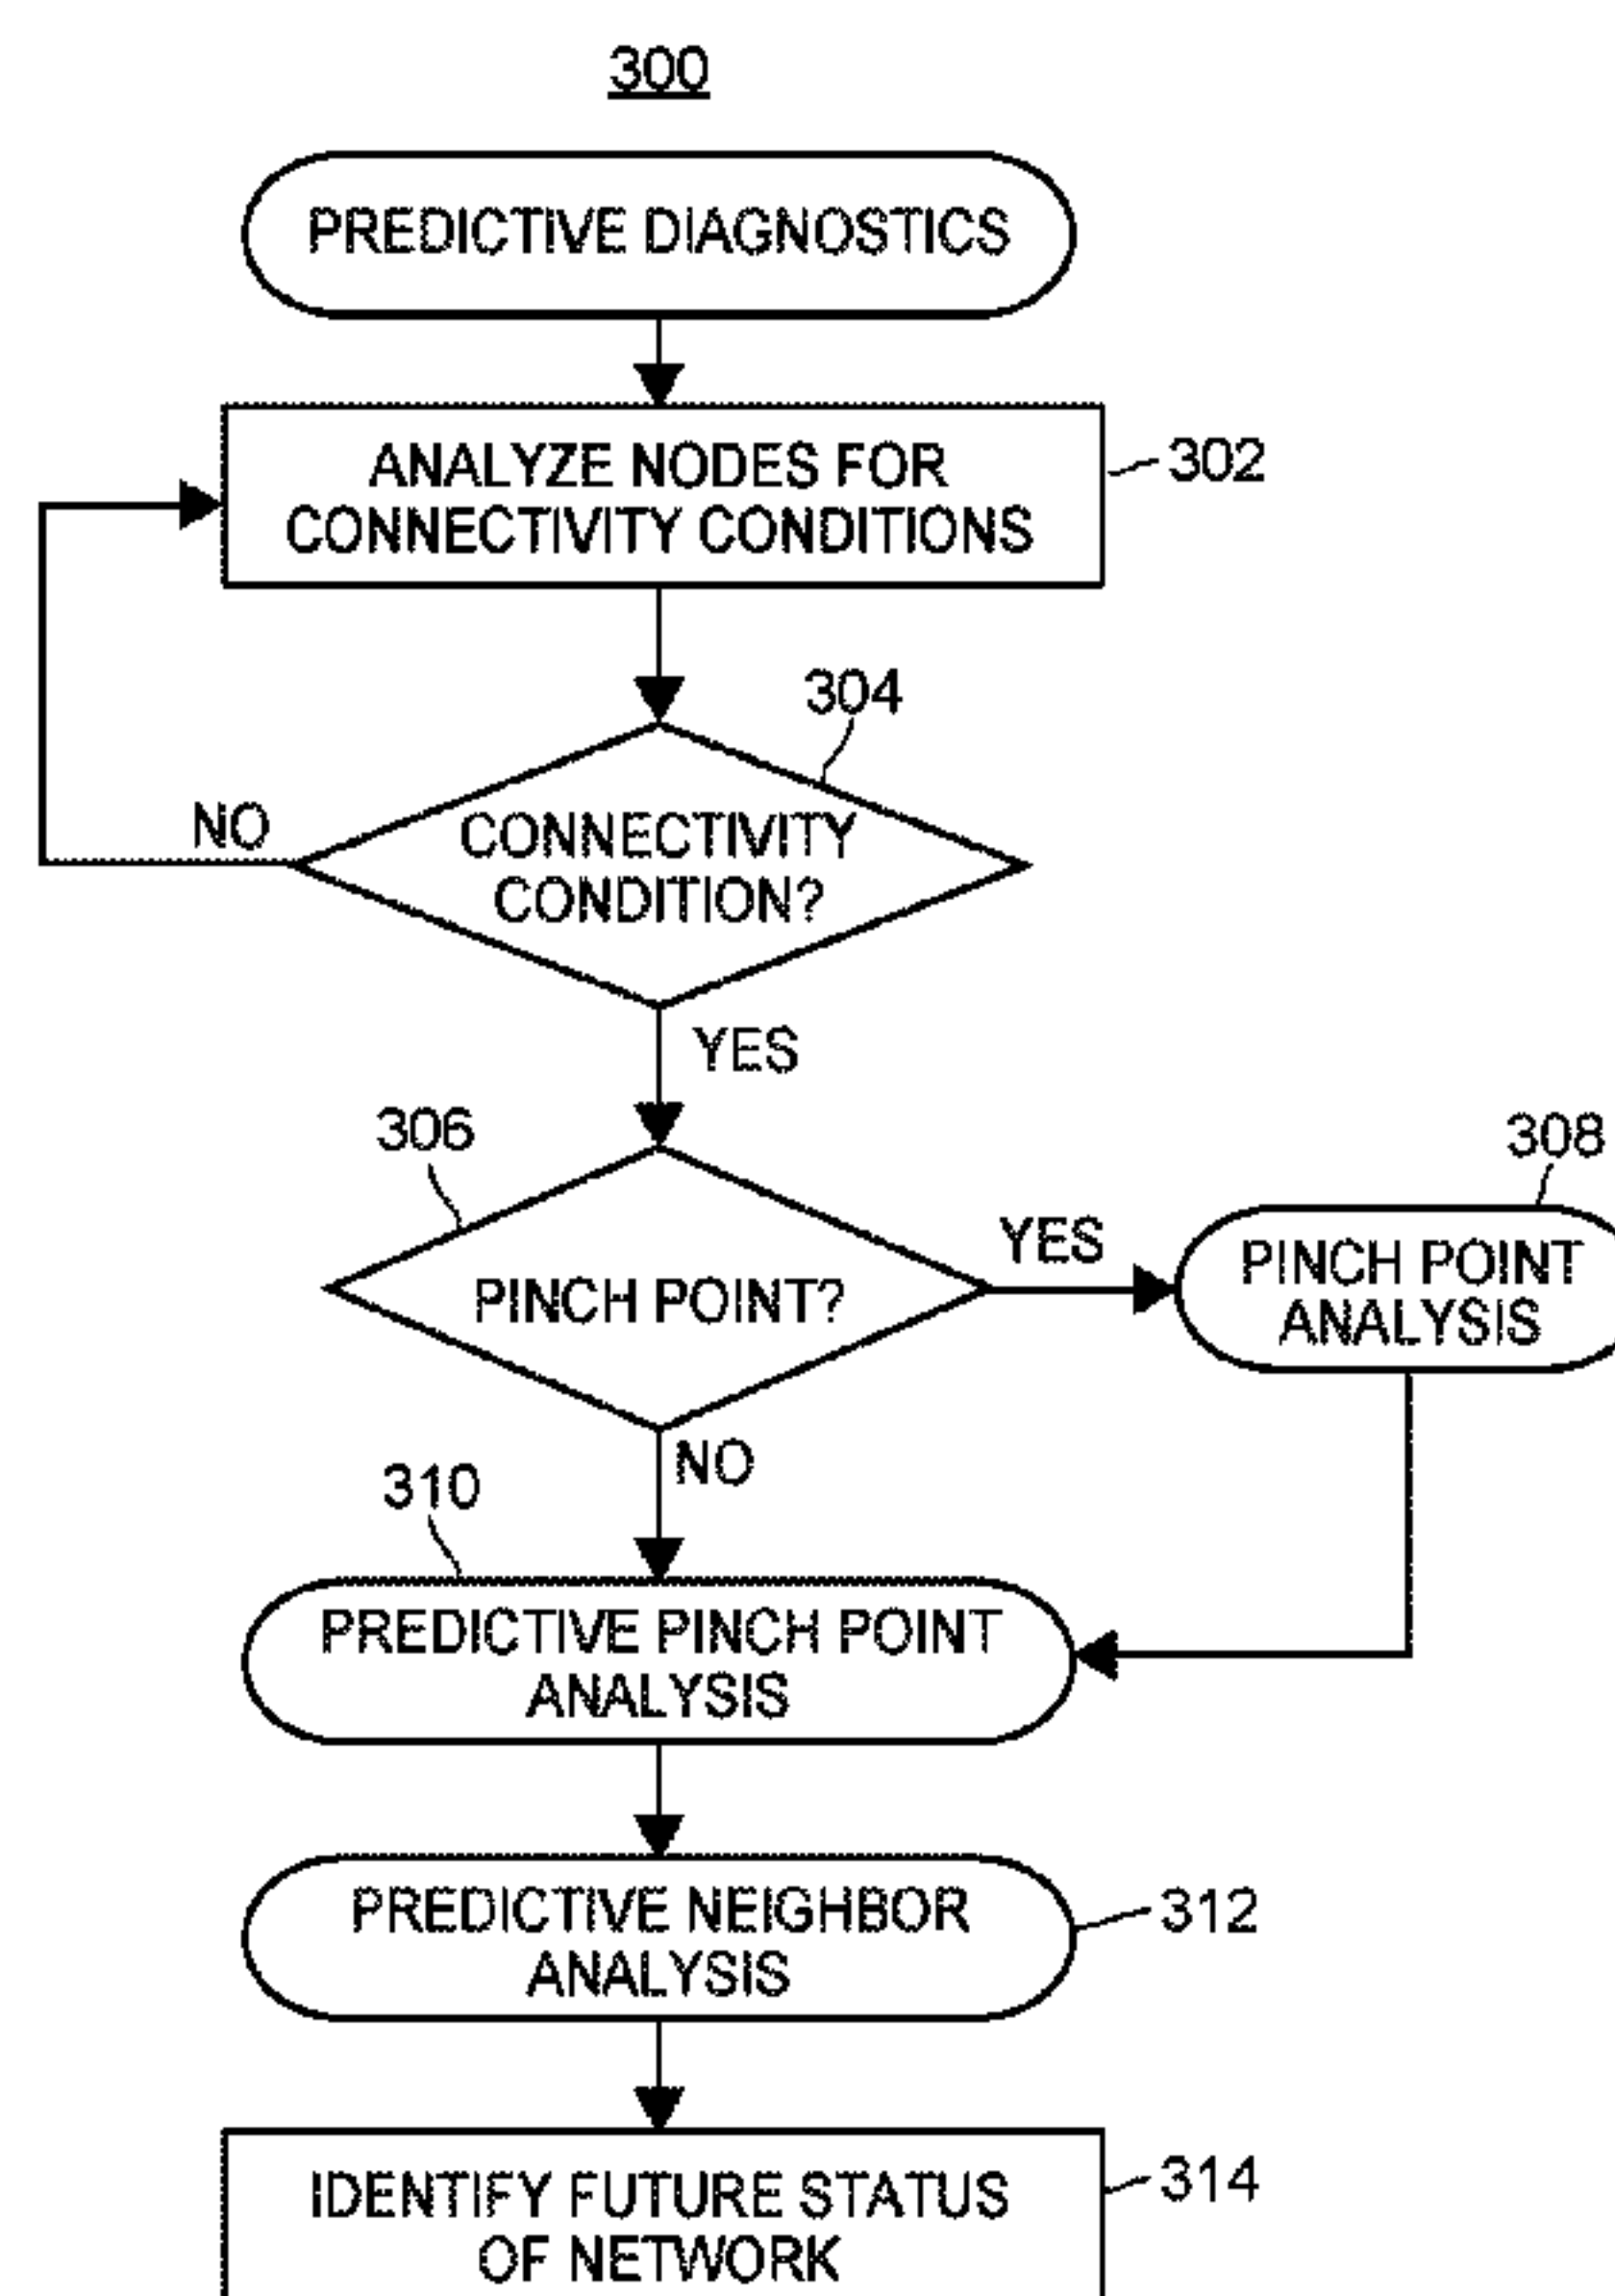 300
PREDICTIVE DIAGNOSTICS
ANALYZE NODES FOR
CONNECTIVITY CONDITIONS
302
304
NO
CONNECTIVITY
CONDITION?
YES
306
308
YES
PINCH POINT
ANALYSIS
PINCH POINT?
NO
310
PREDICTIVE PINCH POINT
ANALYSIS
PREDICTIVE NEIGHBOR
ANALYSIS
312
IDENTIFY FUTURE STATUS
OF NETWORK
314